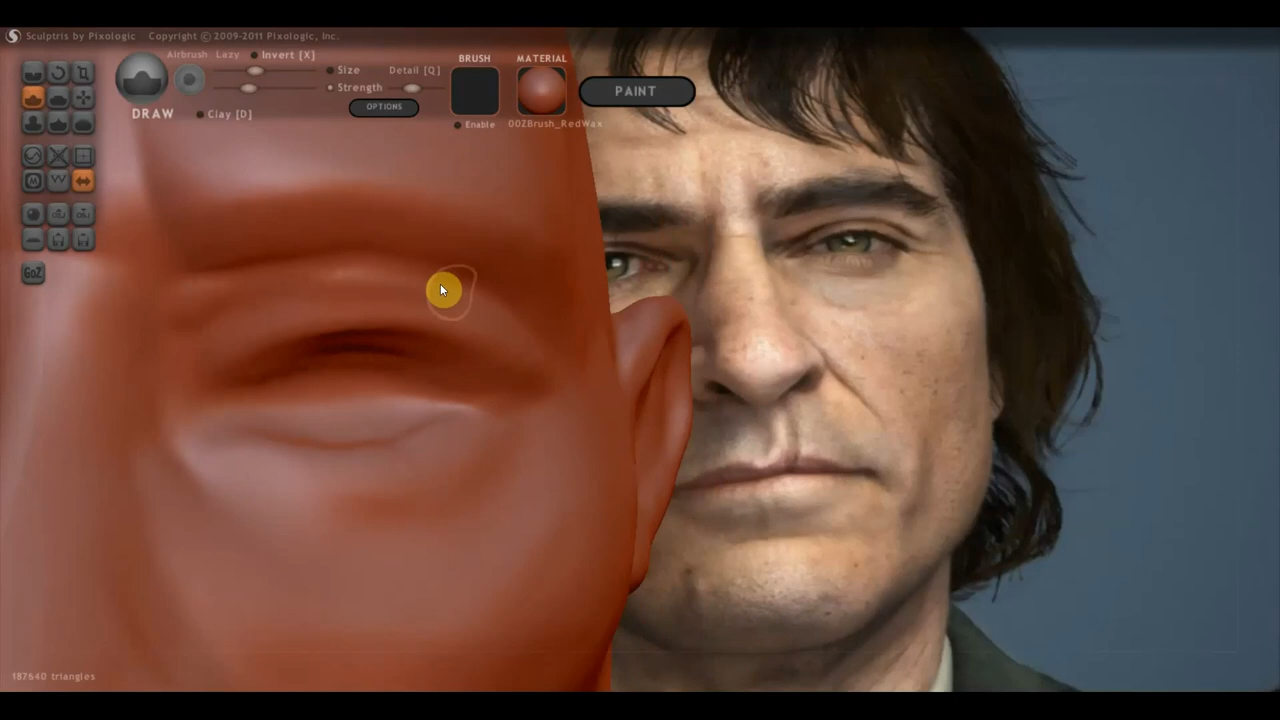 Sculptris by Pixologic Copyright © 2009-2011 Pixologic, Inc.
Airbrush Lazy Invert [X]
BRUSH MATERIAL
Size Detail [Q]
Strength
PAINT
OPTIONS
DRAW Clay [D]
Enable 00ZBrush_RedWax
GoZ
187640 triangles